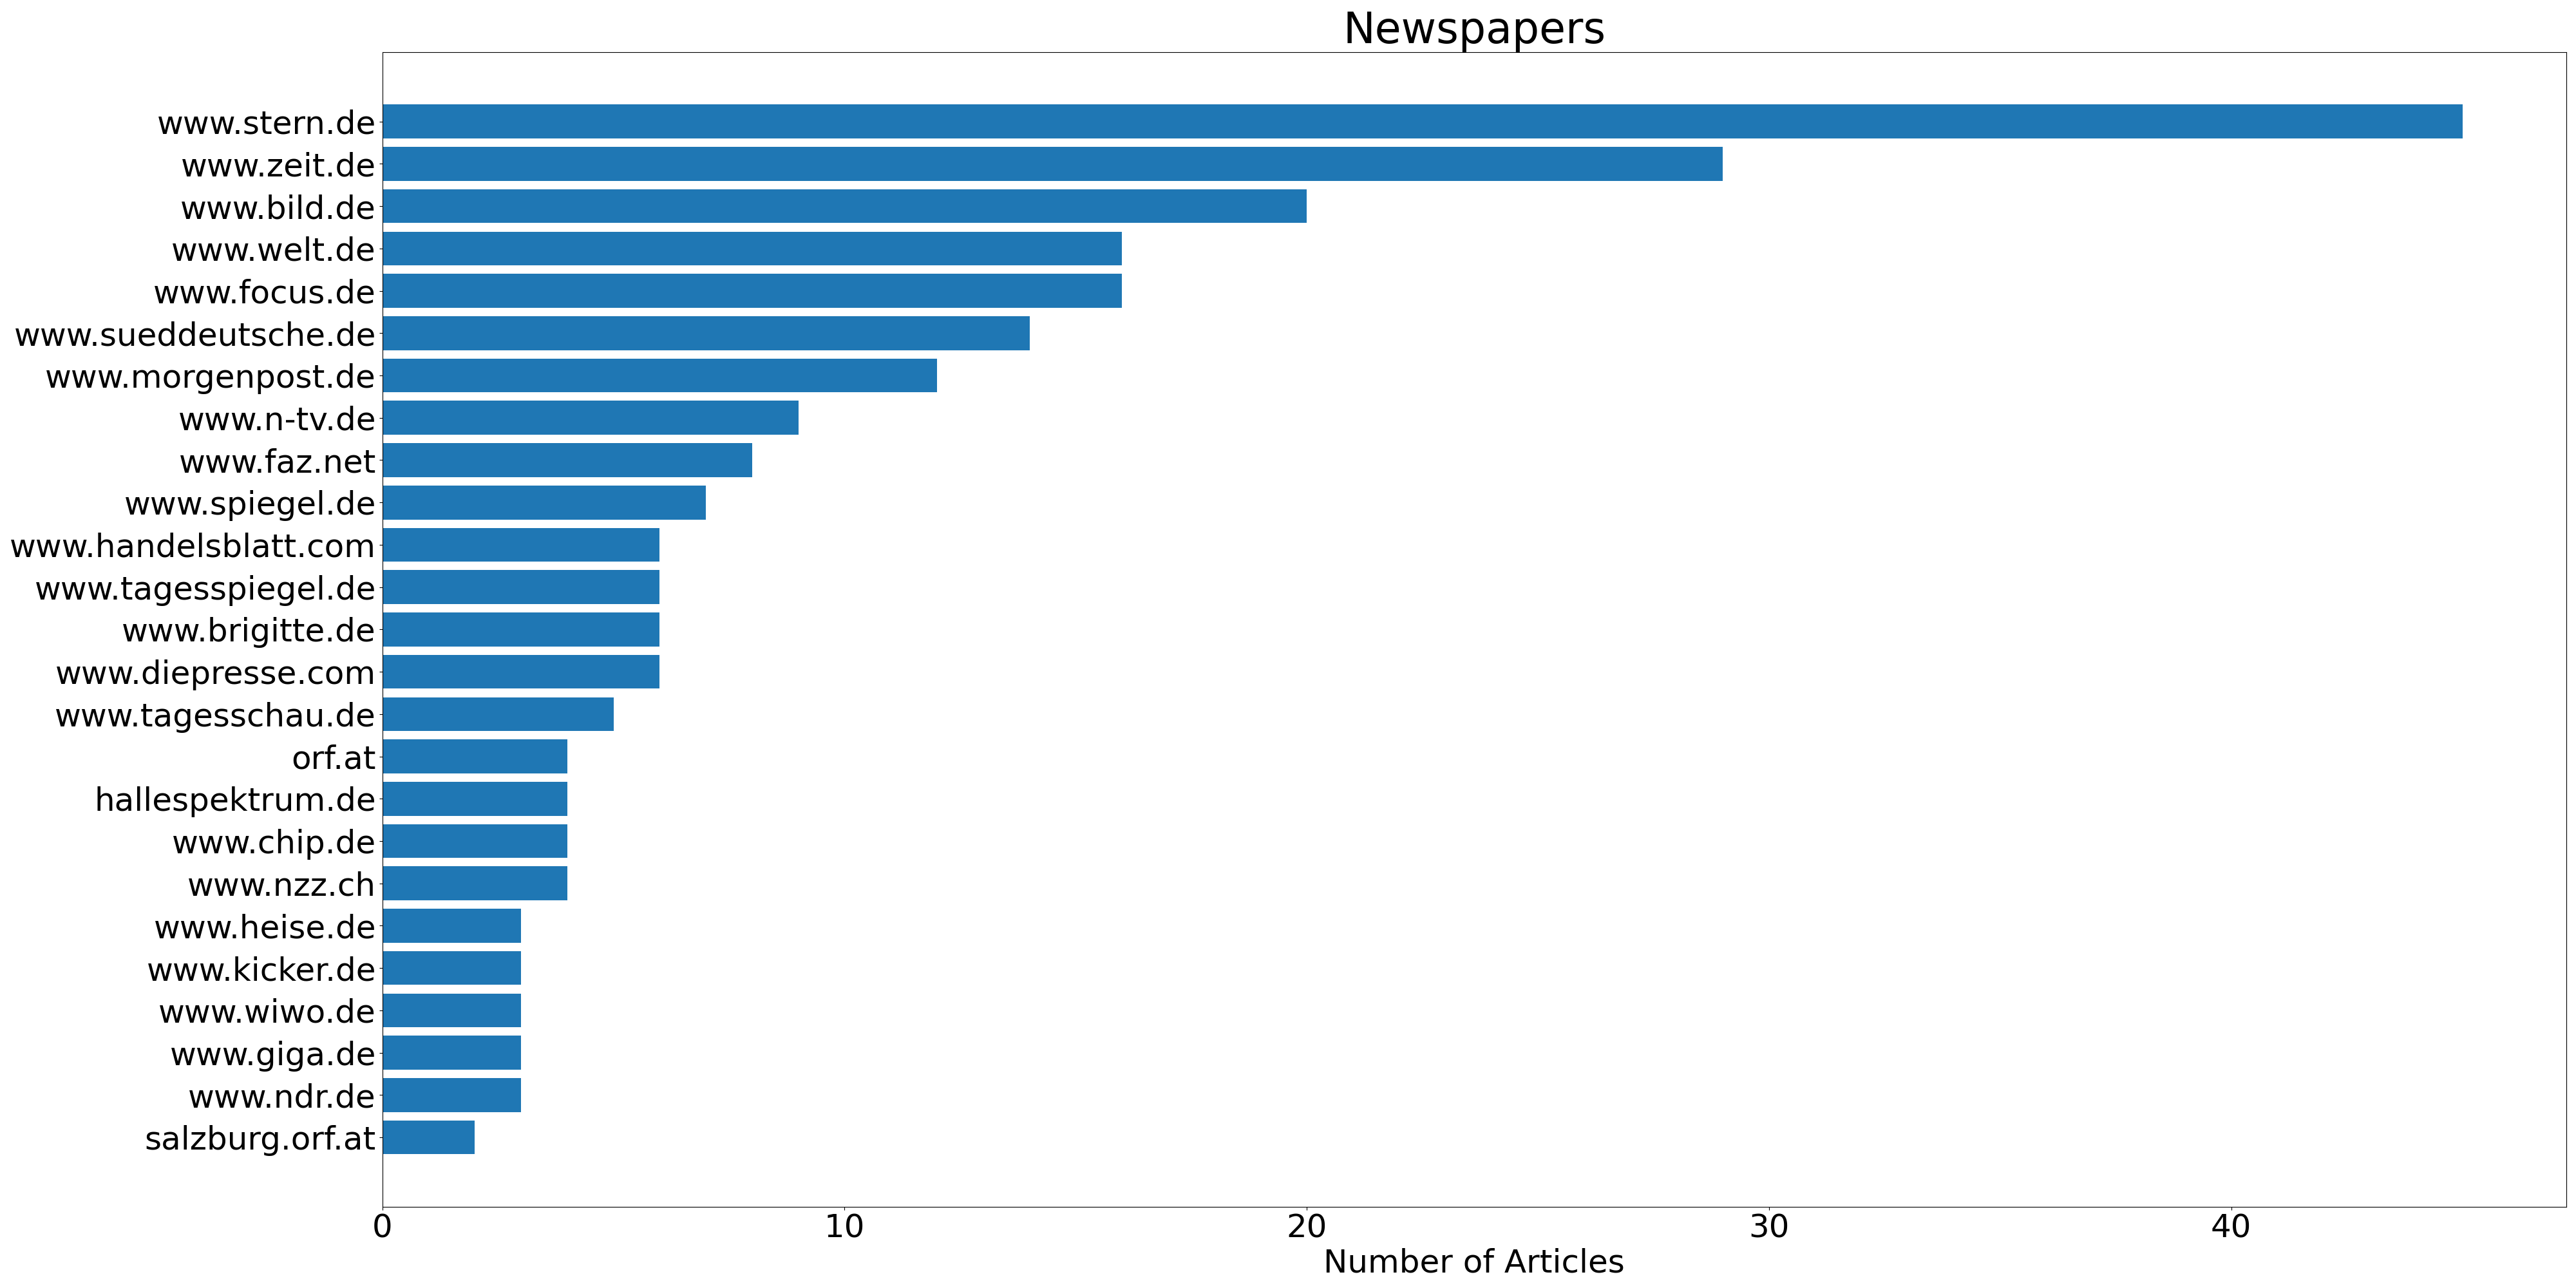 Newspapers
www.stern.de
www.zeit.de
www.bild.de
www.welt.de
www.focus.de
www.sueddeutsche.de
www.morgenpost.de
www.n-tv.de
www.faz.net
www.spiegel.de
www.handelsblatt.com
www.tagesspiegel.de
www.brigitte.de
www.diepresse.com
www.tagesschau.de
orf.at
hallespektrum.de
www.chip.de
www.nzz.ch
www.heise.de
www.kicker.de
www.wiwo.de
www.giga.de
www.ndr.de
salzburg.orf.at
0 10 20 30 40
Number of Articles